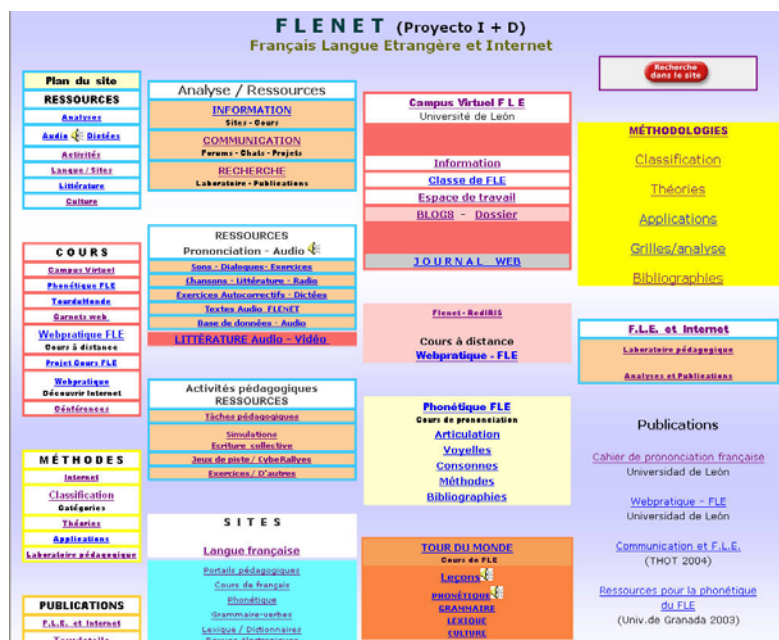 FLENET (Proyecto I + D)
Français Langue Etrangère et Internet
Plan du site
RESSOURCES
Analyses
Audio Dictées
Activités
Langue / Sites
Littérature
Culture
COURS
Campus Virtuel
Phonétique FLE
TourduMonde
Carnets web
Webpratique FLE
Cours à distance
Projet Cours FLE
Webpratique
Découvrir Internet
Conférences
MÉTHODES
Internet
Classification
Catégories
Théories
Applications
Laboratoire pédagogique
PUBLICATIONS
F.L.E. et Internet
Analyse / Ressources
INFORMATION
Sites - Cours
COMMUNICATION
Forums - Chats - Projets
RECHERCHE
Laboratoire - Publications
RESSOURCES
Prononciation - Audio
Sons - Dialogues- Exercices
Chansons - Littérature - Radio
Exercices Autocorrectifs - Dictées
Textes Audio FLENET
Base de données - Audio
LITTÉRATURE Audio - Vidéo
Activités pédagogiques
RESSOURCES
Tâches pédagogiques
Simulations
Ecriture collective
Jeux de piste / CybeRallyes
Exercices/ D'autres
SITES
Langue française
Portails pédagogiques
Cours de français
Phonétique
Grammaire-verbes
Lexique / Dictionnaires
Campus Virtuel F L E
Université de León
Information
Classe de FLE
Espace de travail
BLOGS - Dossier
JOURNAL WEB
Flenet - RedIRIS
Cours à distance
Webpratique - FLE
Phonétique FLE
Cours de prononciation
Articulation
Voyelles
Consonnes
Méthodes
Bibliographies
TOUR DU MONDE
Cours de FLE
Leçons
PHONÉTIQUE
GRAMMAIRE
LEXIQUE
CULTURE
Recherche
dans le site
MÉTHODOLOGIES
Classification
Théories
Applications
Grilles/analyse
Bibliographies
F.L.E. et Internet
Laboratoire pédagogique
Analyses et Publications
Publications
Cahier de prononciation française
Universidad de León
Webpratique - FLE
Universidad de León
Communication et F.L.E.
(THOT 2004)
Ressources pour la phonétique
du FLE
(Univ.de Granada 2003)